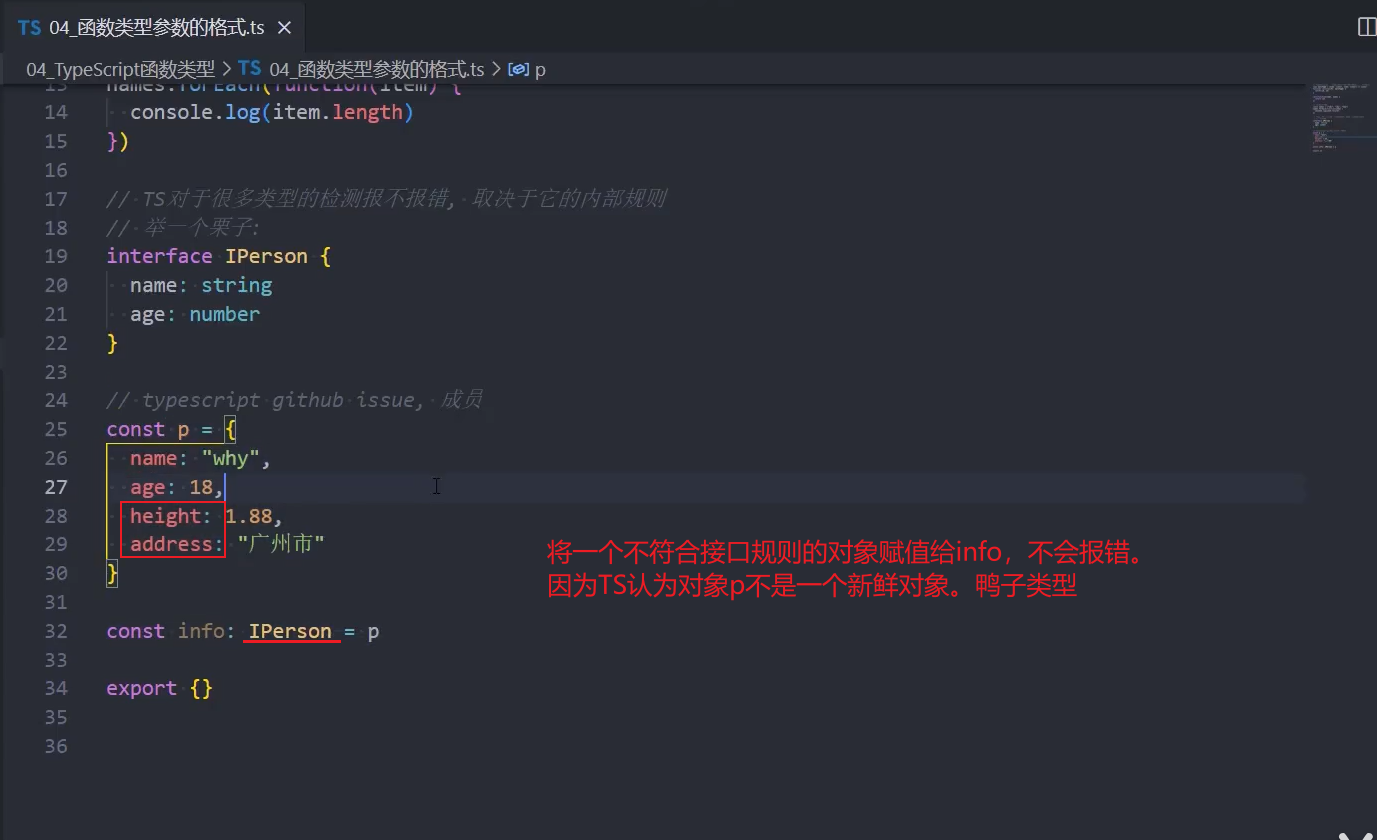 TS 04_函数类型参数的格式.ts ×
04_TypeScript函数类型 > TS 04_函数类型参数的格式.ts > p
13 names.forEach(function(item) {
14 console.log(item.length)
15 })
16
17 // TS对于很多类型的检测报不报错, 取决于它的内部规则
18 // 举一个栗子:
19 interface IPerson {
20 name: string
21 age: number
22 }
23
24 // typescript github issue, 成员
25 const p = {
26 name: "why",
27 age: 18,
28 height: 1.88,
29 address: "广州市"
将一个不符合接口规则的对象赋值给info，不会报错。
30 }
因为TS认为对象p不是一个新鲜对象。鸭子类型
31
32 const info: IPerson = p
33
34 export {}
35
36